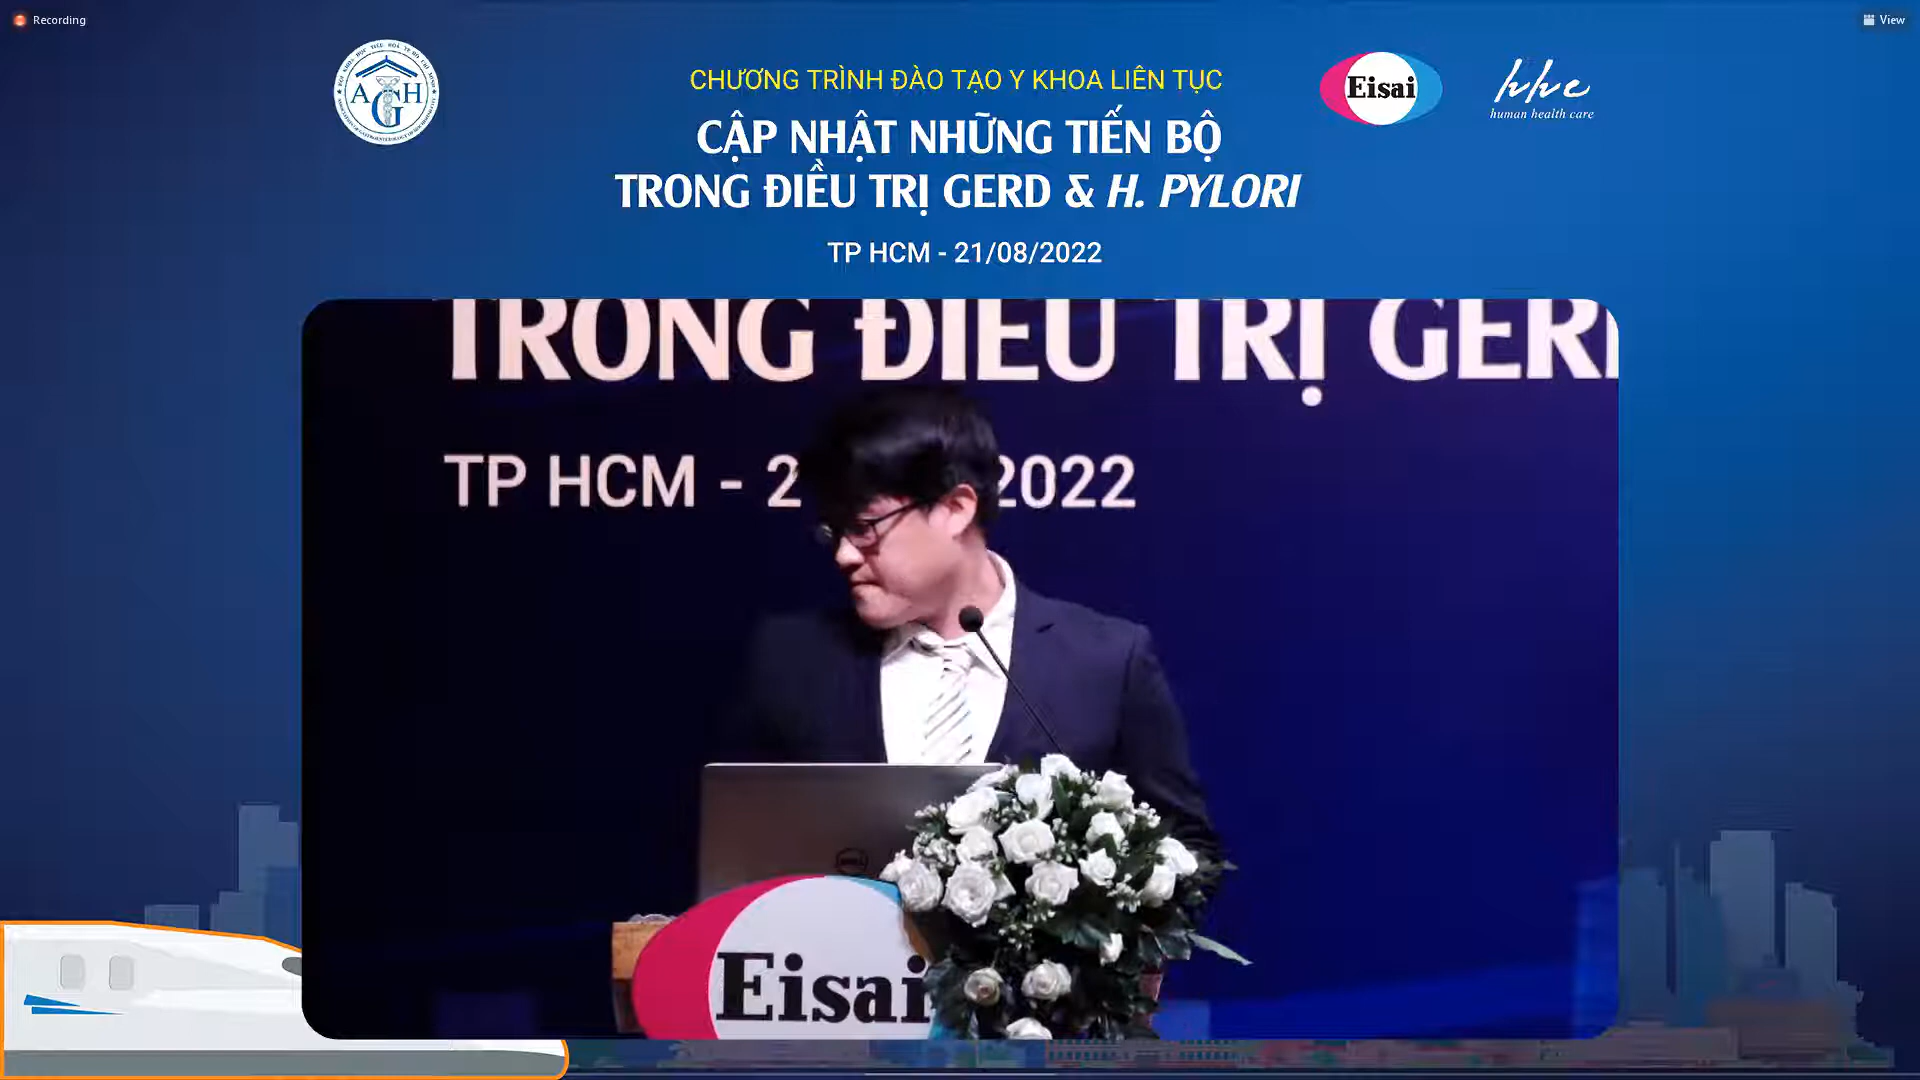 Recording
View
AGH
CHƯƠNG TRÌNH ĐÀO TẠO Y KHOA LIÊN TỤC
CẬP NHẬT NHỮNG TIẾN BỘ
TRONG ĐIỀU TRỊ GERD & H. PYLORI
TP HCM - 21/08/2022
Eisai
hhc
human health care
TRONG ĐIỀU TRỊ GER
TP HCM - 2 2022
DELL
Eisai